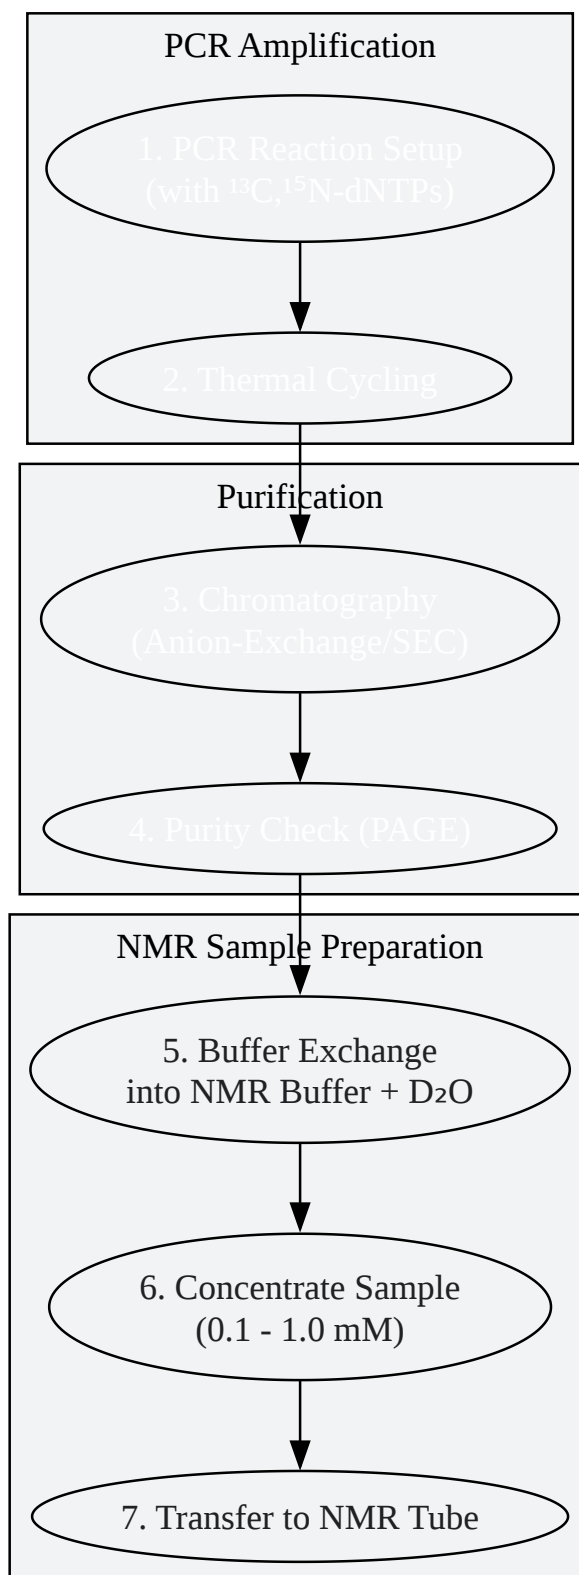 PCR Amplification
1. PCR Reaction Setup
(with ¹³C,¹⁵N-dNTPs)
2. Thermal Cycling
Purification
3. Chromatography
(Anion-Exchange/SEC)
4. Purity Check (PAGE)
NMR Sample Preparation
5. Buffer Exchange
into NMR Buffer + D₂O
6. Concentrate Sample
(0.1 - 1.0 mM)
7. Transfer to NMR Tube